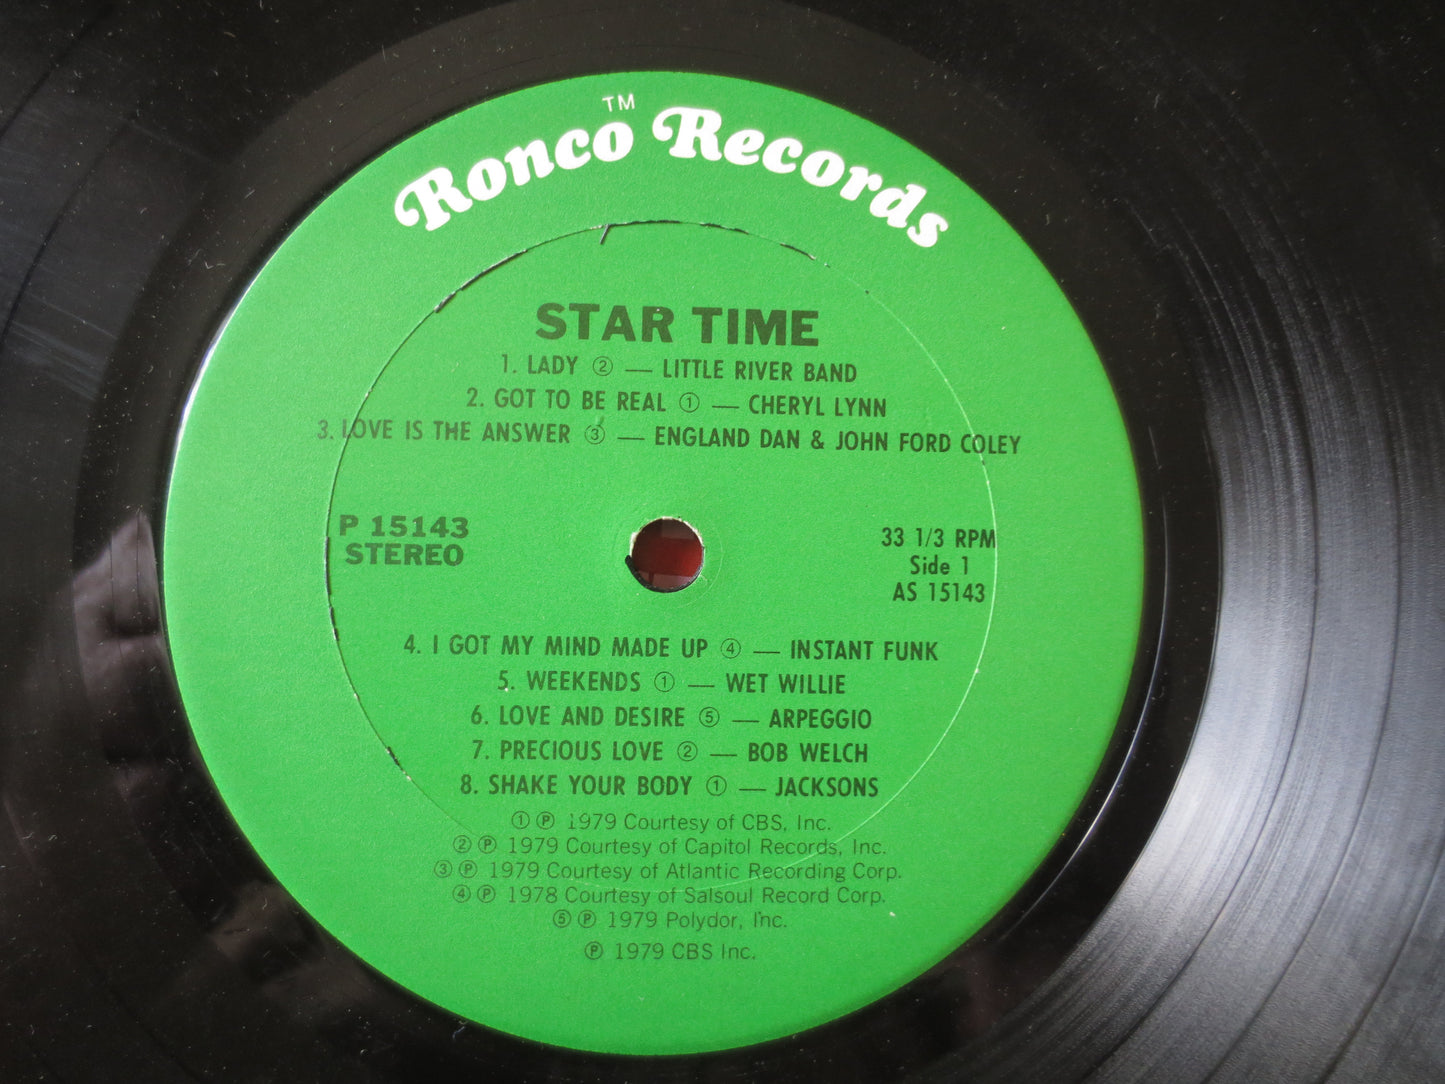 Ronco™ Records
STAR TIME
1. LADY ② — LITTLE RIVER BAND
2. GOT TO BE REAL ① — CHERYL LYNN
3. LOVE IS THE ANSWER ③ — ENGLAND DAN & JOHN FORD COLEY
P 15143
STEREO
33 1/3 RPM
Side 1
AS 15143
4. I GOT MY MIND MADE UP ④ — INSTANT FUNK
5. WEEKENDS ① — WET WILLIE
6. LOVE AND DESIRE ⑤ — ARPEGGIO
7. PRECIOUS LOVE ② — BOB WELCH
8. SHAKE YOUR BODY ① — JACKSONS
① ℗ 1979 Courtesy of CBS, Inc.
② ℗ 1979 Courtesy of Capitol Records, Inc.
③ ℗ 1979 Courtesy of Atlantic Recording Corp.
④ ℗ 1978 Courtesy of Salsoul Record Corp.
⑤ ℗ 1979 Polydor, Inc.
℗ 1979 CBS Inc.